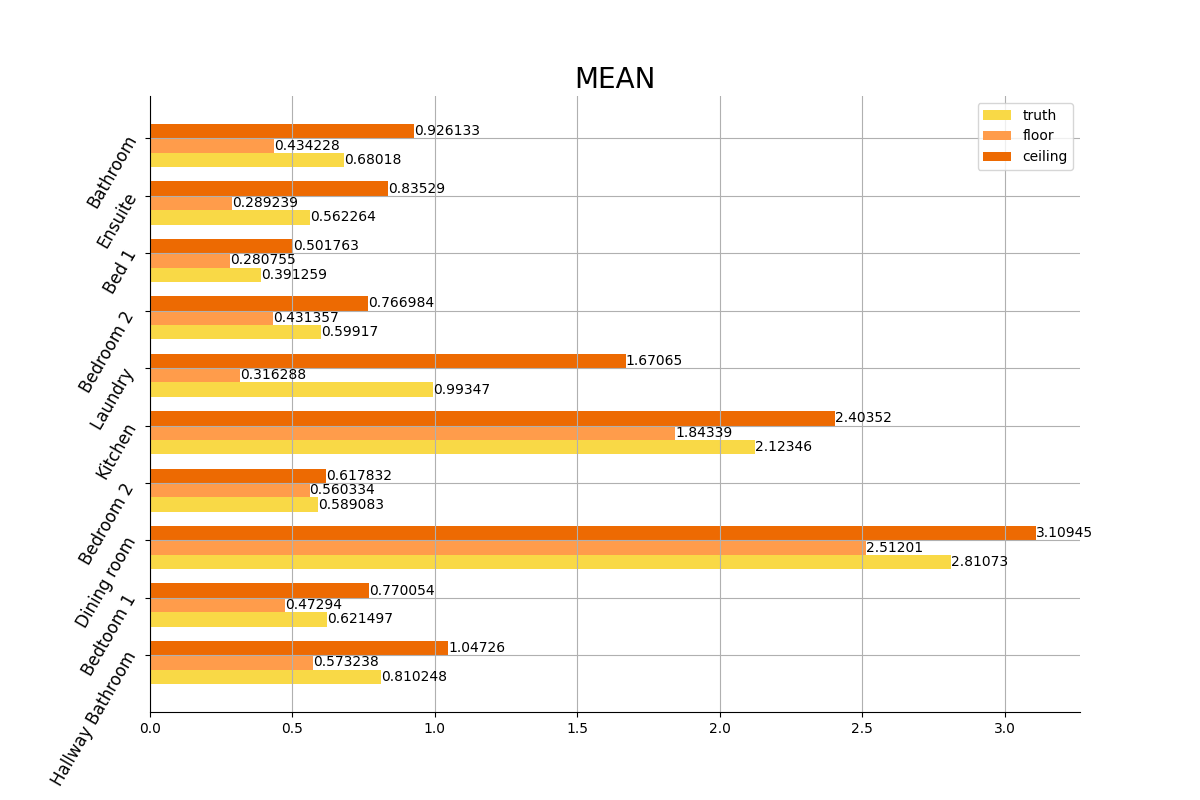 MEAN
truth
floor
ceiling
Bathroom
0.926133
0.434228
0.68018
Ensuite
0.83529
0.289239
0.562264
Bed 1
0.501763
0.280755
0.391259
Bedroom 2
0.766984
0.431357
0.59917
Laundry
1.67065
0.316288
0.99347
Kitchen
2.40352
1.84339
2.12346
Bedroom 2
0.617832
0.560334
0.589083
Dining room
3.10945
2.51201
2.81073
Bedtoom 1
0.770054
0.47294
0.621497
Hallway Bathroom
1.04726
0.573238
0.810248
0.0 0.5 1.0 1.5 2.0 2.5 3.0